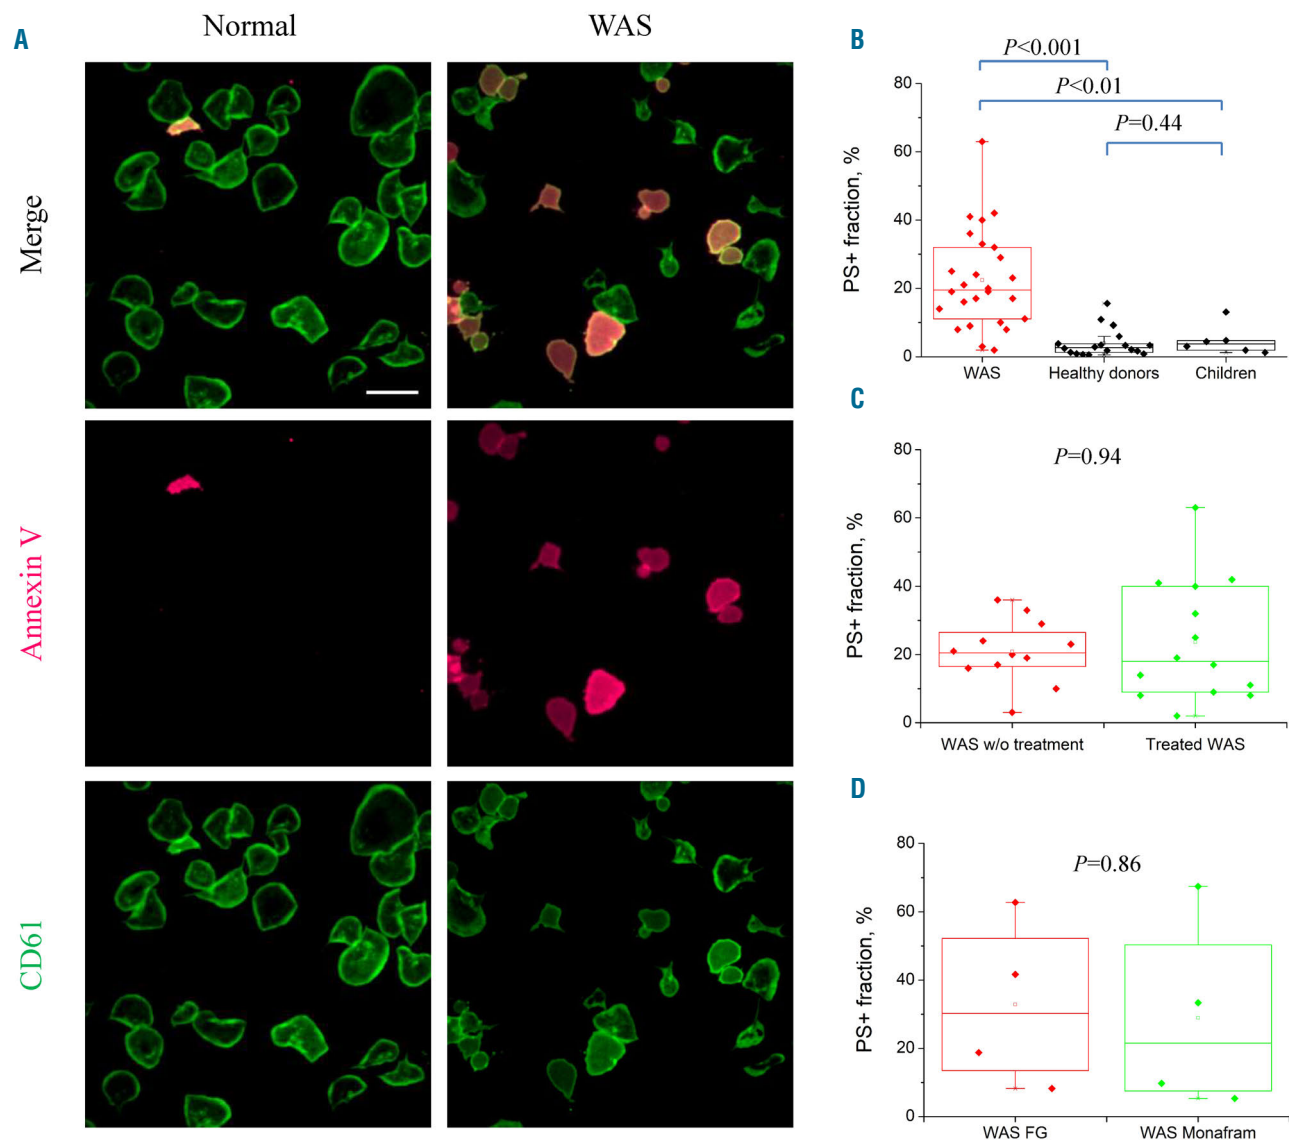 A
Normal
WAS
Merge
Annexin V
CD61
B
P<0.001
P<0.01
P=0.44
PS+ fraction, %
80
60
40
20
0
WAS Healthy donors Children
C
P=0.94
PS+ fraction, %
80
60
40
20
0
WAS w/o treatment Treated WAS
D
P=0.86
PS+ fraction, %
80
60
40
20
0
WAS FG WAS Monafram